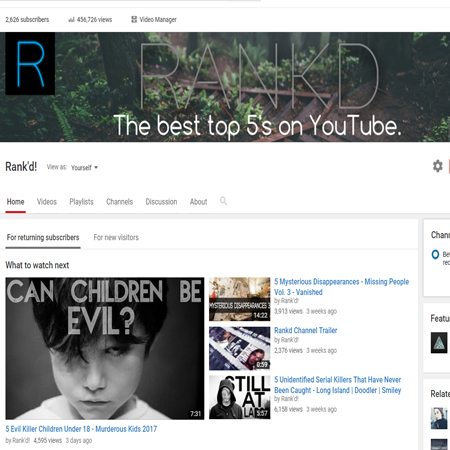 2,626 subscribers 456,726 views Video Manager
R
RANKD
The best top 5's on YouTube.
Rank'd! View as: Yourself
Home Videos Playlists Channels Discussion About
For returning subscribers For new visitors
What to watch next
CAN CHILDREN BE
EVIL?
7:31
5 Evil Killer Children Under 18 - Murderous Kids 2017
by Rank'd! 4,595 views 3 days ago
MYSTERIOUS
DISAPPEARANCES 3
14:22
5 Mysterious Disappearances - Missing People
Vol. 3 - Vanished
by Rank'd!
3,913 views 3 weeks ago
0:59
Rankd Channel Trailer
by Rank'd!
2,376 views 3 weeks ago
STILL
AT
LA
5:57
5 Unidentified Serial Killers That Have Never
Been Caught - Long Island | Doodler | Smiley
by Rank'd!
6,158 views 3 weeks ago
Chann
Be
rec
Featu
Relate